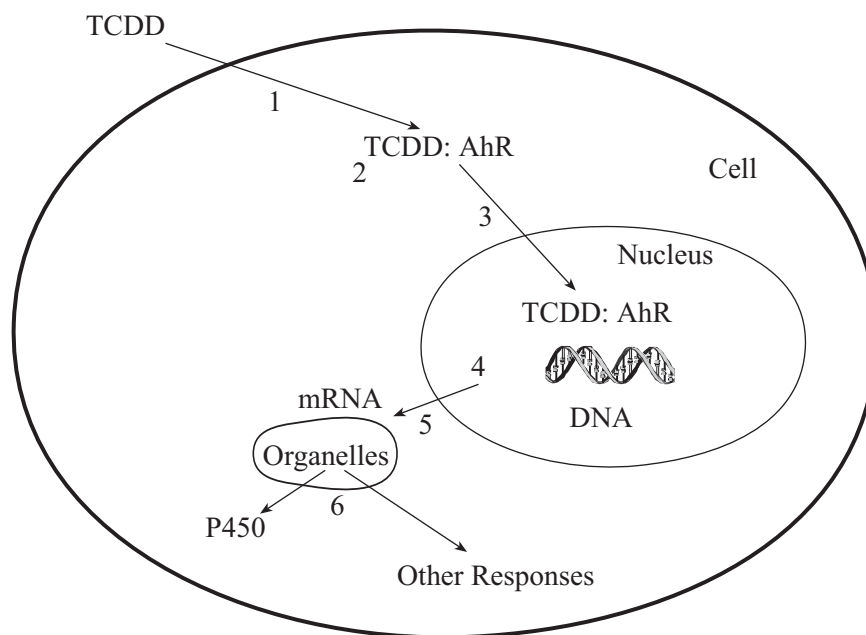 TCDD
1
TCDD: AhR
2
Cell
3
Nucleus
TCDD: AhR
4
mRNA
5
DNA
Organelles
6
P450
Other Responses